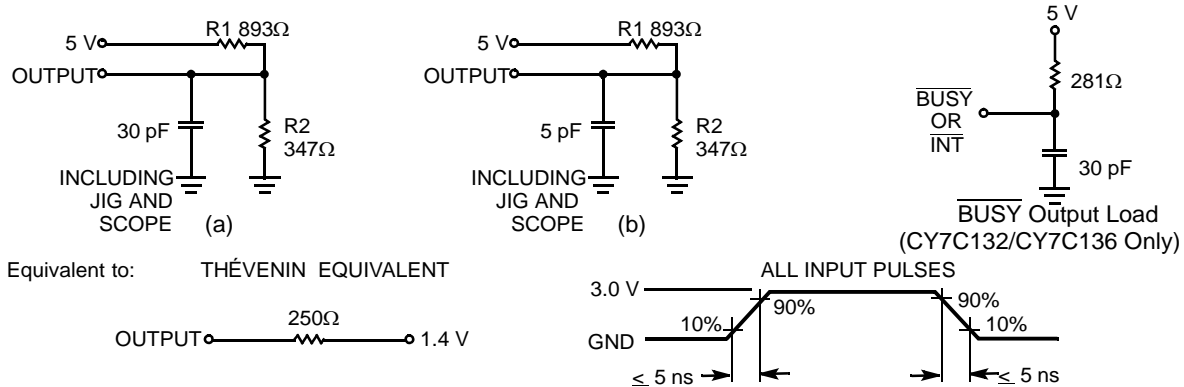 5 V
R1 893Ω
OUTPUT
30 pF
R2
347Ω
INCLUDING
JIG AND
SCOPE
(a)
5 V
R1 893Ω
OUTPUT
5 pF
R2
347Ω
INCLUDING
JIG AND
SCOPE
(b)
5 V
281Ω
BUSY
OR
INT
30 pF
BUSY Output Load
(CY7C132/CY7C136 Only)
Equivalent to: THÉVENIN EQUIVALENT
OUTPUT
250Ω
1.4 V
ALL INPUT PULSES
3.0 V
GND
10%
90%
90%
10%
≤ 5 ns
≤ 5 ns